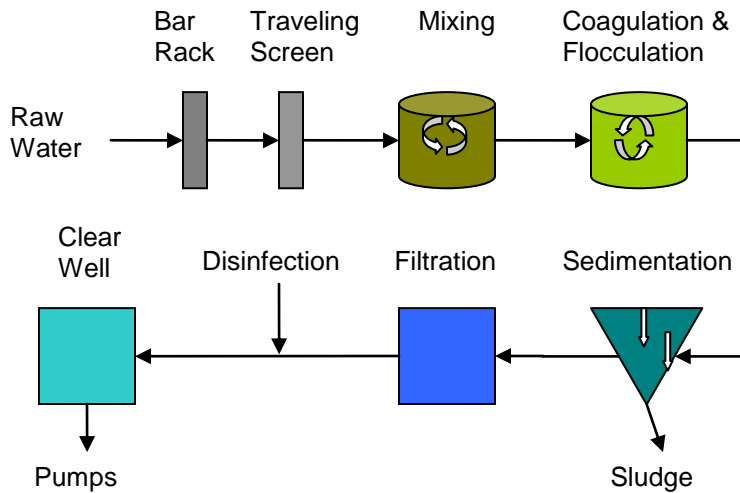 Bar
Rack
Traveling
Screen
Mixing
Coagulation &
Flocculation
Raw
Water
Clear
Well
Disinfection
Filtration
Sedimentation
Pumps
Sludge